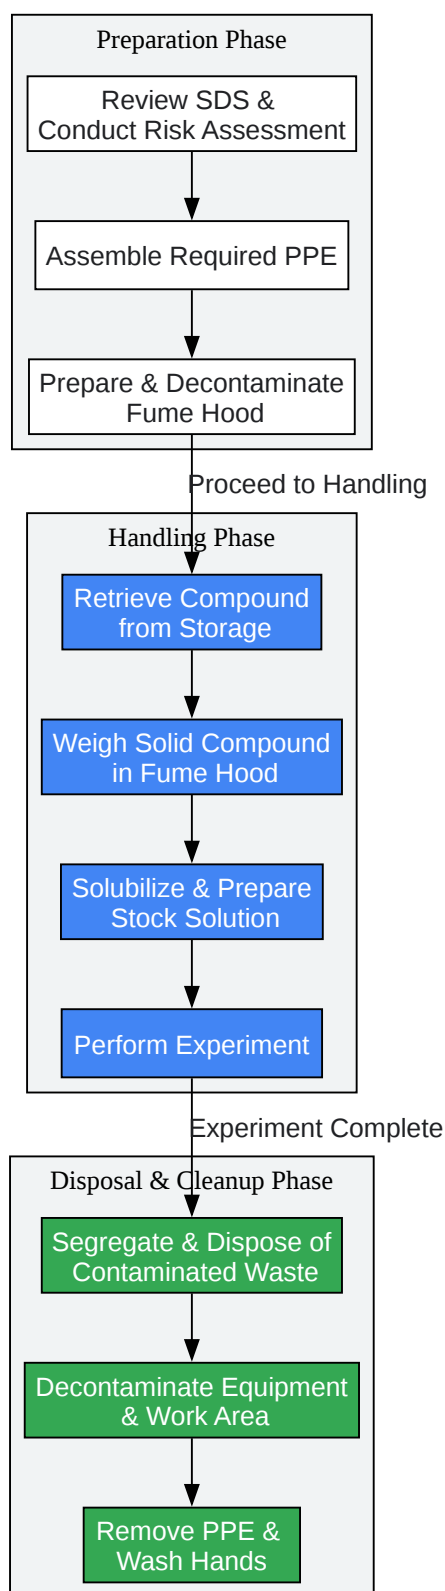 Preparation Phase
Review SDS &
Conduct Risk Assessment
Assemble Required PPE
Prepare & Decontaminate
Fume Hood
Proceed to Handling
Handling Phase
Retrieve Compound
from Storage
Weigh Solid Compound
in Fume Hood
Solubilize & Prepare
Stock Solution
Perform Experiment
Experiment Complete
Disposal & Cleanup Phase
Segregate & Dispose of
Contaminated Waste
Decontaminate Equipment
& Work Area
Remove PPE &
Wash Hands